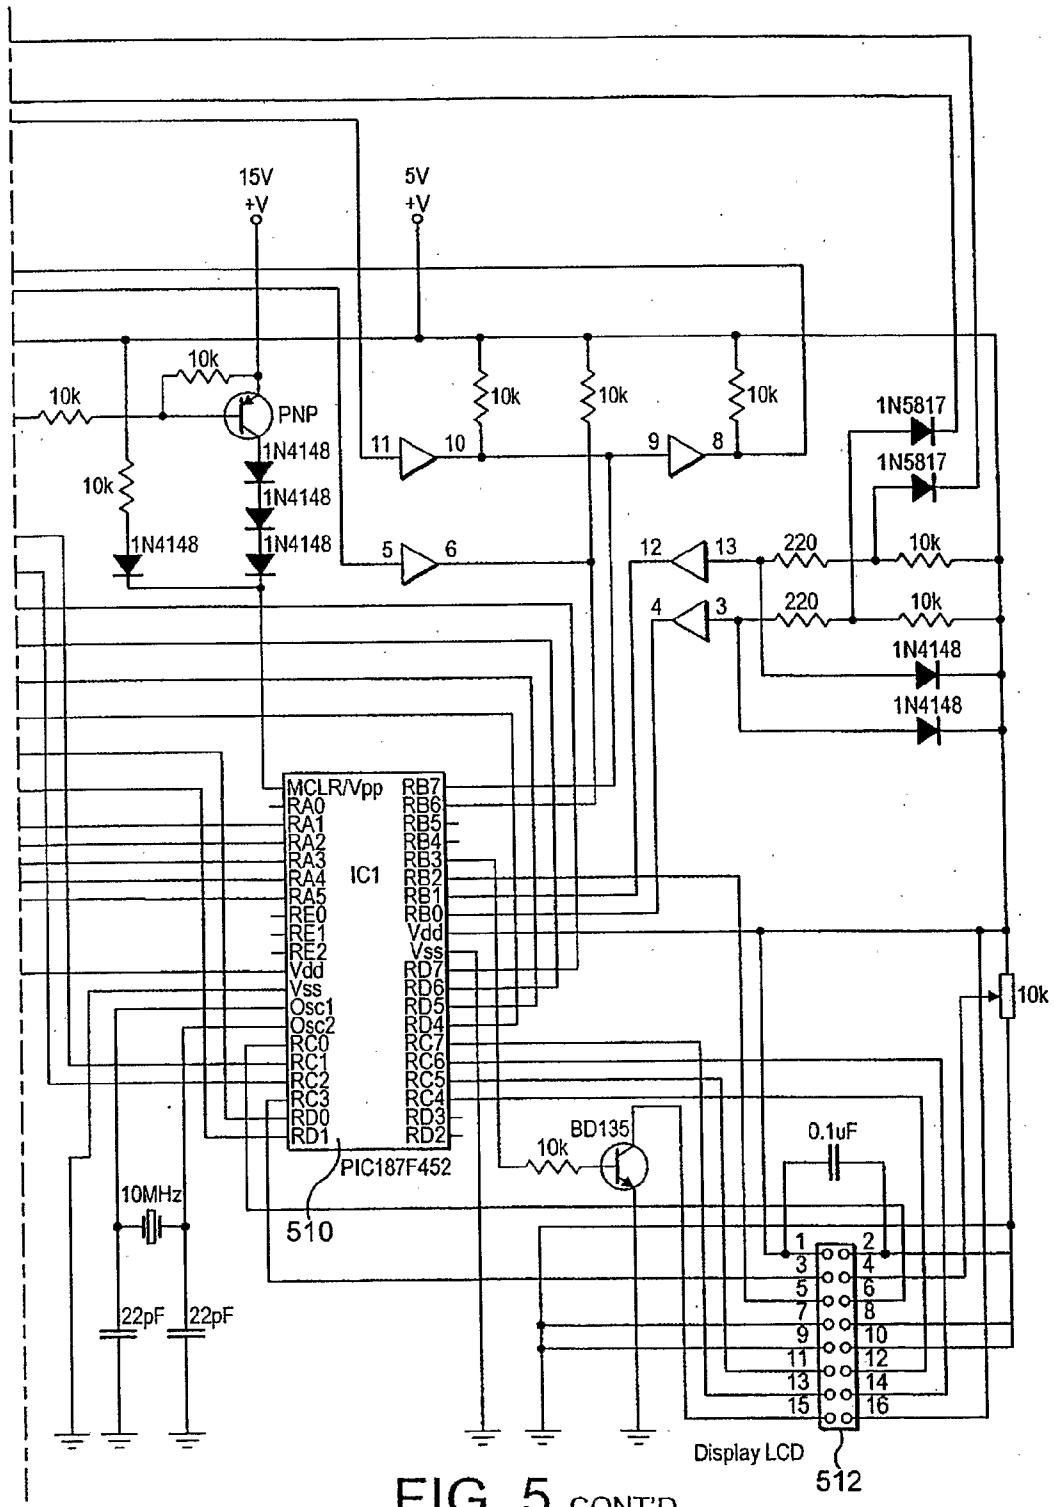 15V
+V
5V
+V
10k
10k
PNP
10k
10k
10k
1N4148
1N4148
1N4148
10k
1N4148
11
10
9
8
5
6
1N5817
1N5817
12
13
220
10k
4
3
220
10k
1N4148
1N4148
MCLR/Vpp
RA0
RA1
RA2
RA3
RA4
RA5
RE0
RE1
RE2
Vdd
Vss
Osc1
Osc2
RC0
RC1
RC2
RC3
RD0
RD1
IC1
RB7
RB6
RB5
RB4
RB3
RB2
RB1
RB0
Vdd
Vss
RD7
RD6
RD5
RD4
RC7
RC6
RC5
RC4
RD3
RD2
PIC187F452
510
10k
10MHz
22pF
22pF
10k
BD135
0.1uF
1 2
3 4
5 6
7 8
9 10
11 12
13 14
15 16
Display LCD
512
FIG. 5 CONT'D